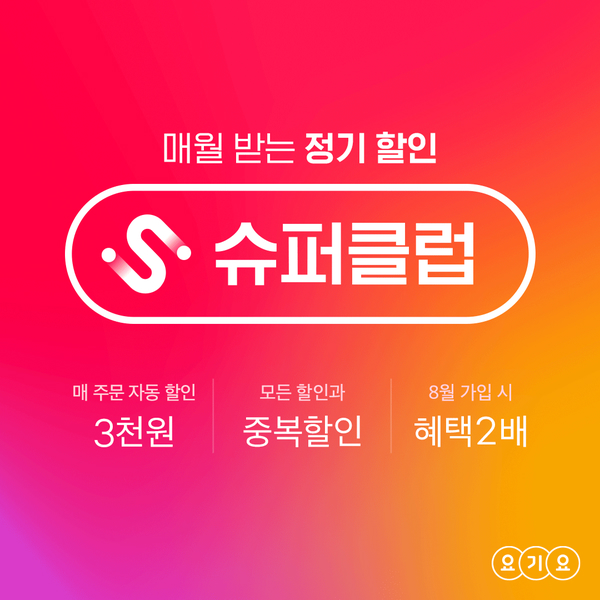 매월 받는 정기 할인
슈퍼클럽
매 주문 자동 할인
3천원
모든 할인과
중복할인
8월 가입 시
혜택2배
요기요